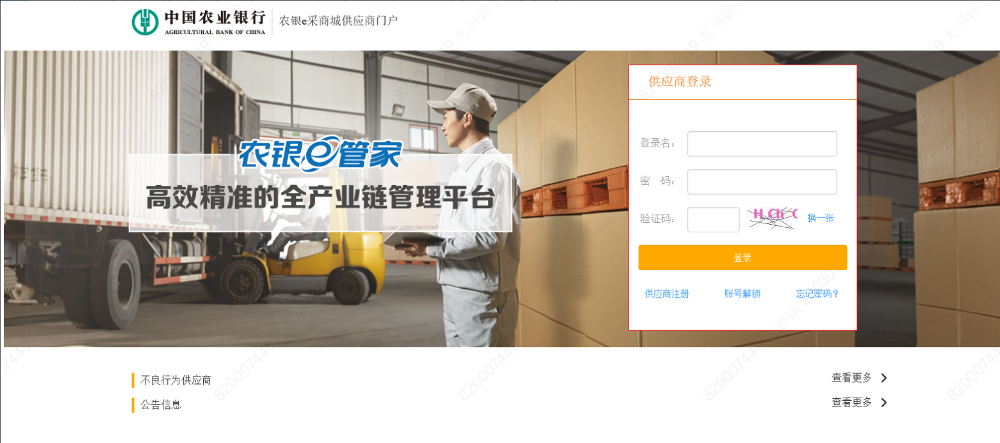 中国农业银行
AGRICULTURAL BANK OF CHINA
农银e采商城供应商门户
供应商登录
农银e管家
高效精准的全产业链管理平台
登录名：
密 码：
验证码：
换一张
登录
供应商注册 账号解锁 忘记密码？
不良行为供应商 查看更多
公告信息 查看更多